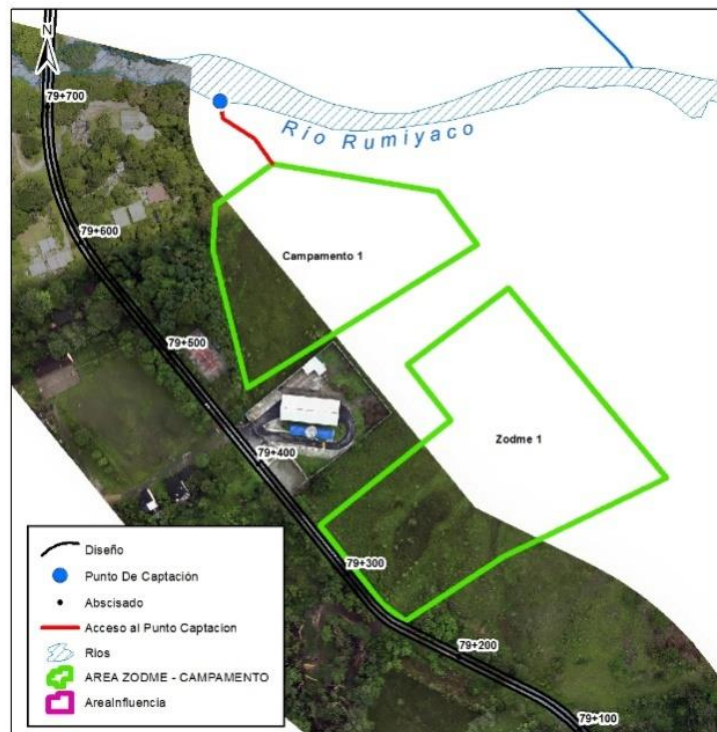 N
79+700
Río Rumiyaco
79+600
Campamento 1
79+500
Zodme 1
79+400
79+300
79+200
79+100
Diseño
Punto De Captación
Abscisado
Acceso al Punto Captacion
Rios
AREA ZODME - CAMPAMENTO
AreaInfluencia